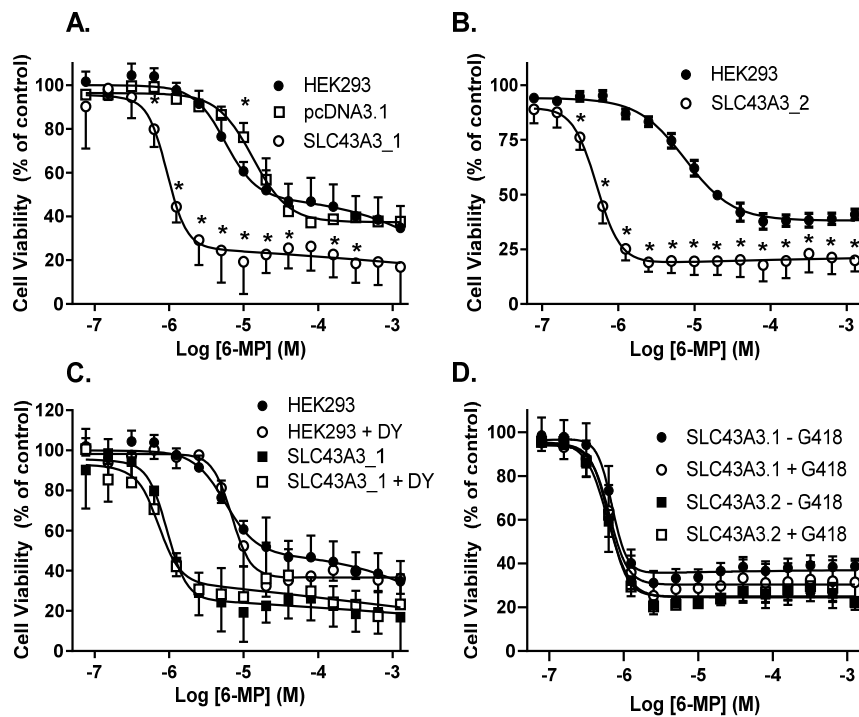 A.
HEK293
pcDNA3.1
SLC43A3_1
100
80
60
40
20
0
*
*
*
*
*
*
*
*
*
*
Cell Viability (% of control)
-7 -6 -5 -4 -3
Log [6-MP] (M)
B.
HEK293
SLC43A3_2
100
75
50
25
0
*
*
* * * * * * * * * *
Cell Viability (% of control)
-7 -6 -5 -4 -3
Log [6-MP] (M)
C.
HEK293
HEK293 + DY
SLC43A3_1
SLC43A3_1 + DY
120
100
80
60
40
20
0
Cell Viability (% of control)
-7 -6 -5 -4 -3
Log [6-MP] (M)
D.
SLC43A3.1 - G418
SLC43A3.1 + G418
SLC43A3.2 - G418
SLC43A3.2 + G418
100
80
60
40
20
0
Cell Viability (% of control)
-7 -6 -5 -4 -3
Log [6-MP] (M)